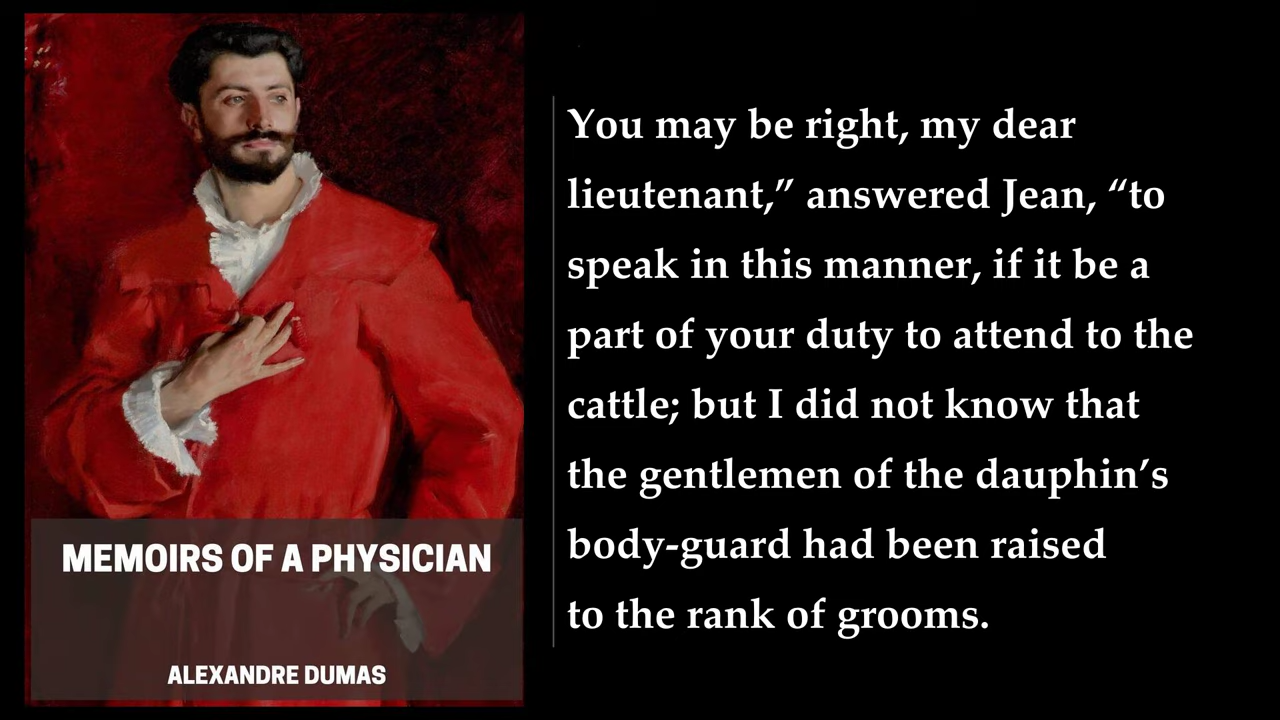 MEMOIRS OF A PHYSICIAN
ALEXANDRE DUMAS
You may be right, my dear
lieutenant,” answered Jean, “to
speak in this manner, if it be a
part of your duty to attend to the
cattle; but I did not know that
the gentlemen of the dauphin’s
body-guard had been raised
to the rank of grooms.